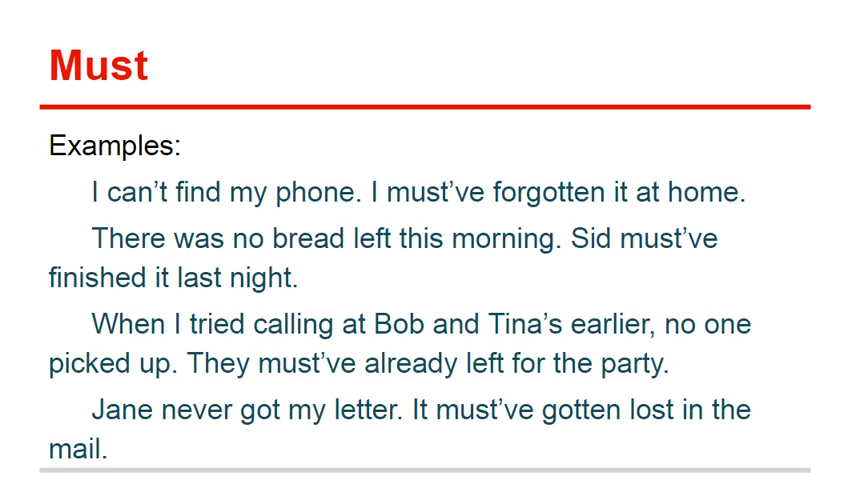 Must
Examples:
I can’t find my phone. I must’ve forgotten it at home.
There was no bread left this morning. Sid must’ve
finished it last night.
When I tried calling at Bob and Tina’s earlier, no one
picked up. They must’ve already left for the party.
Jane never got my letter. It must’ve gotten lost in the
mail.